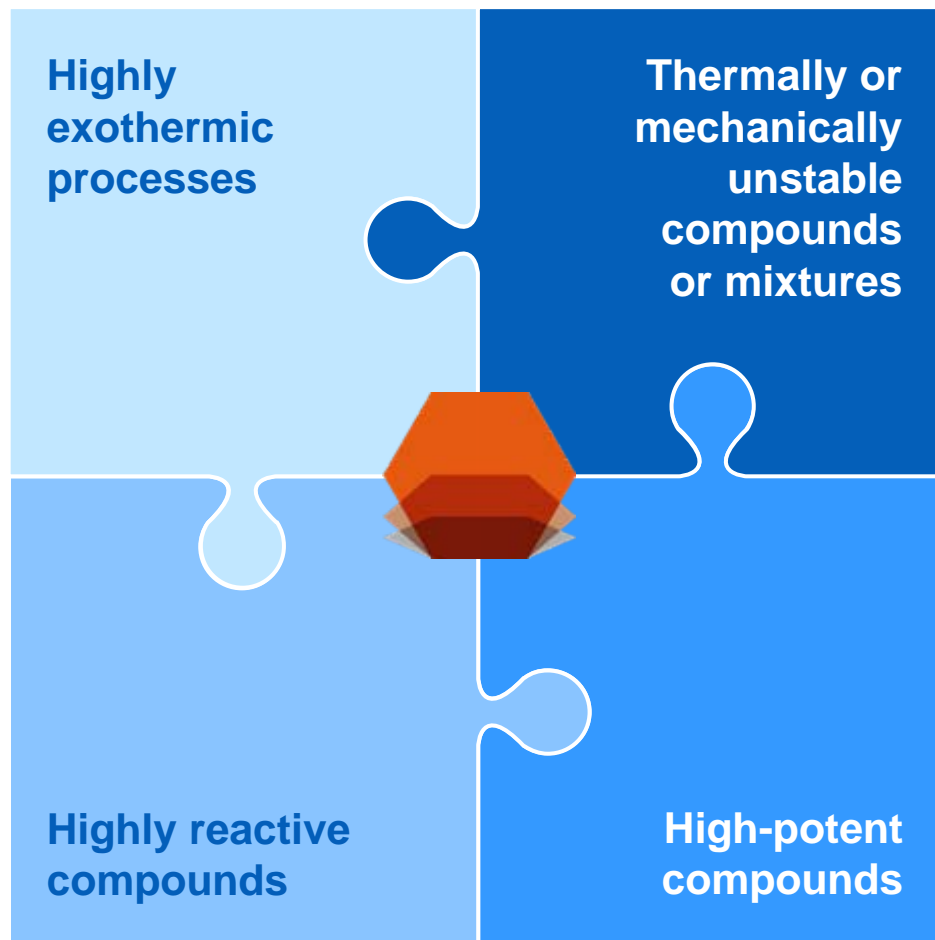 Highly
exothermic
processes
Thermally or
mechanically
unstable
compounds
or mixtures
Highly reactive
compounds
High-potent
compounds